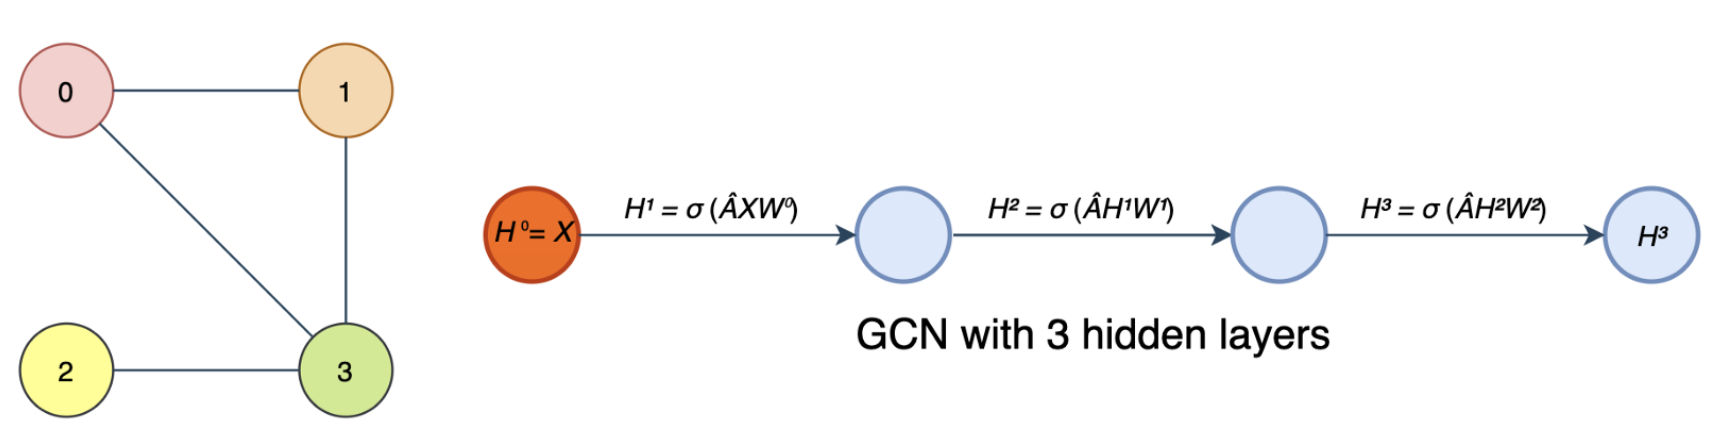 0
1
2
3
H⁰= X
H¹ = σ (ÂXW⁰)
H² = σ (ÂH¹W¹)
H³ = σ (ÂH²W²)
H³
GCN with 3 hidden layers